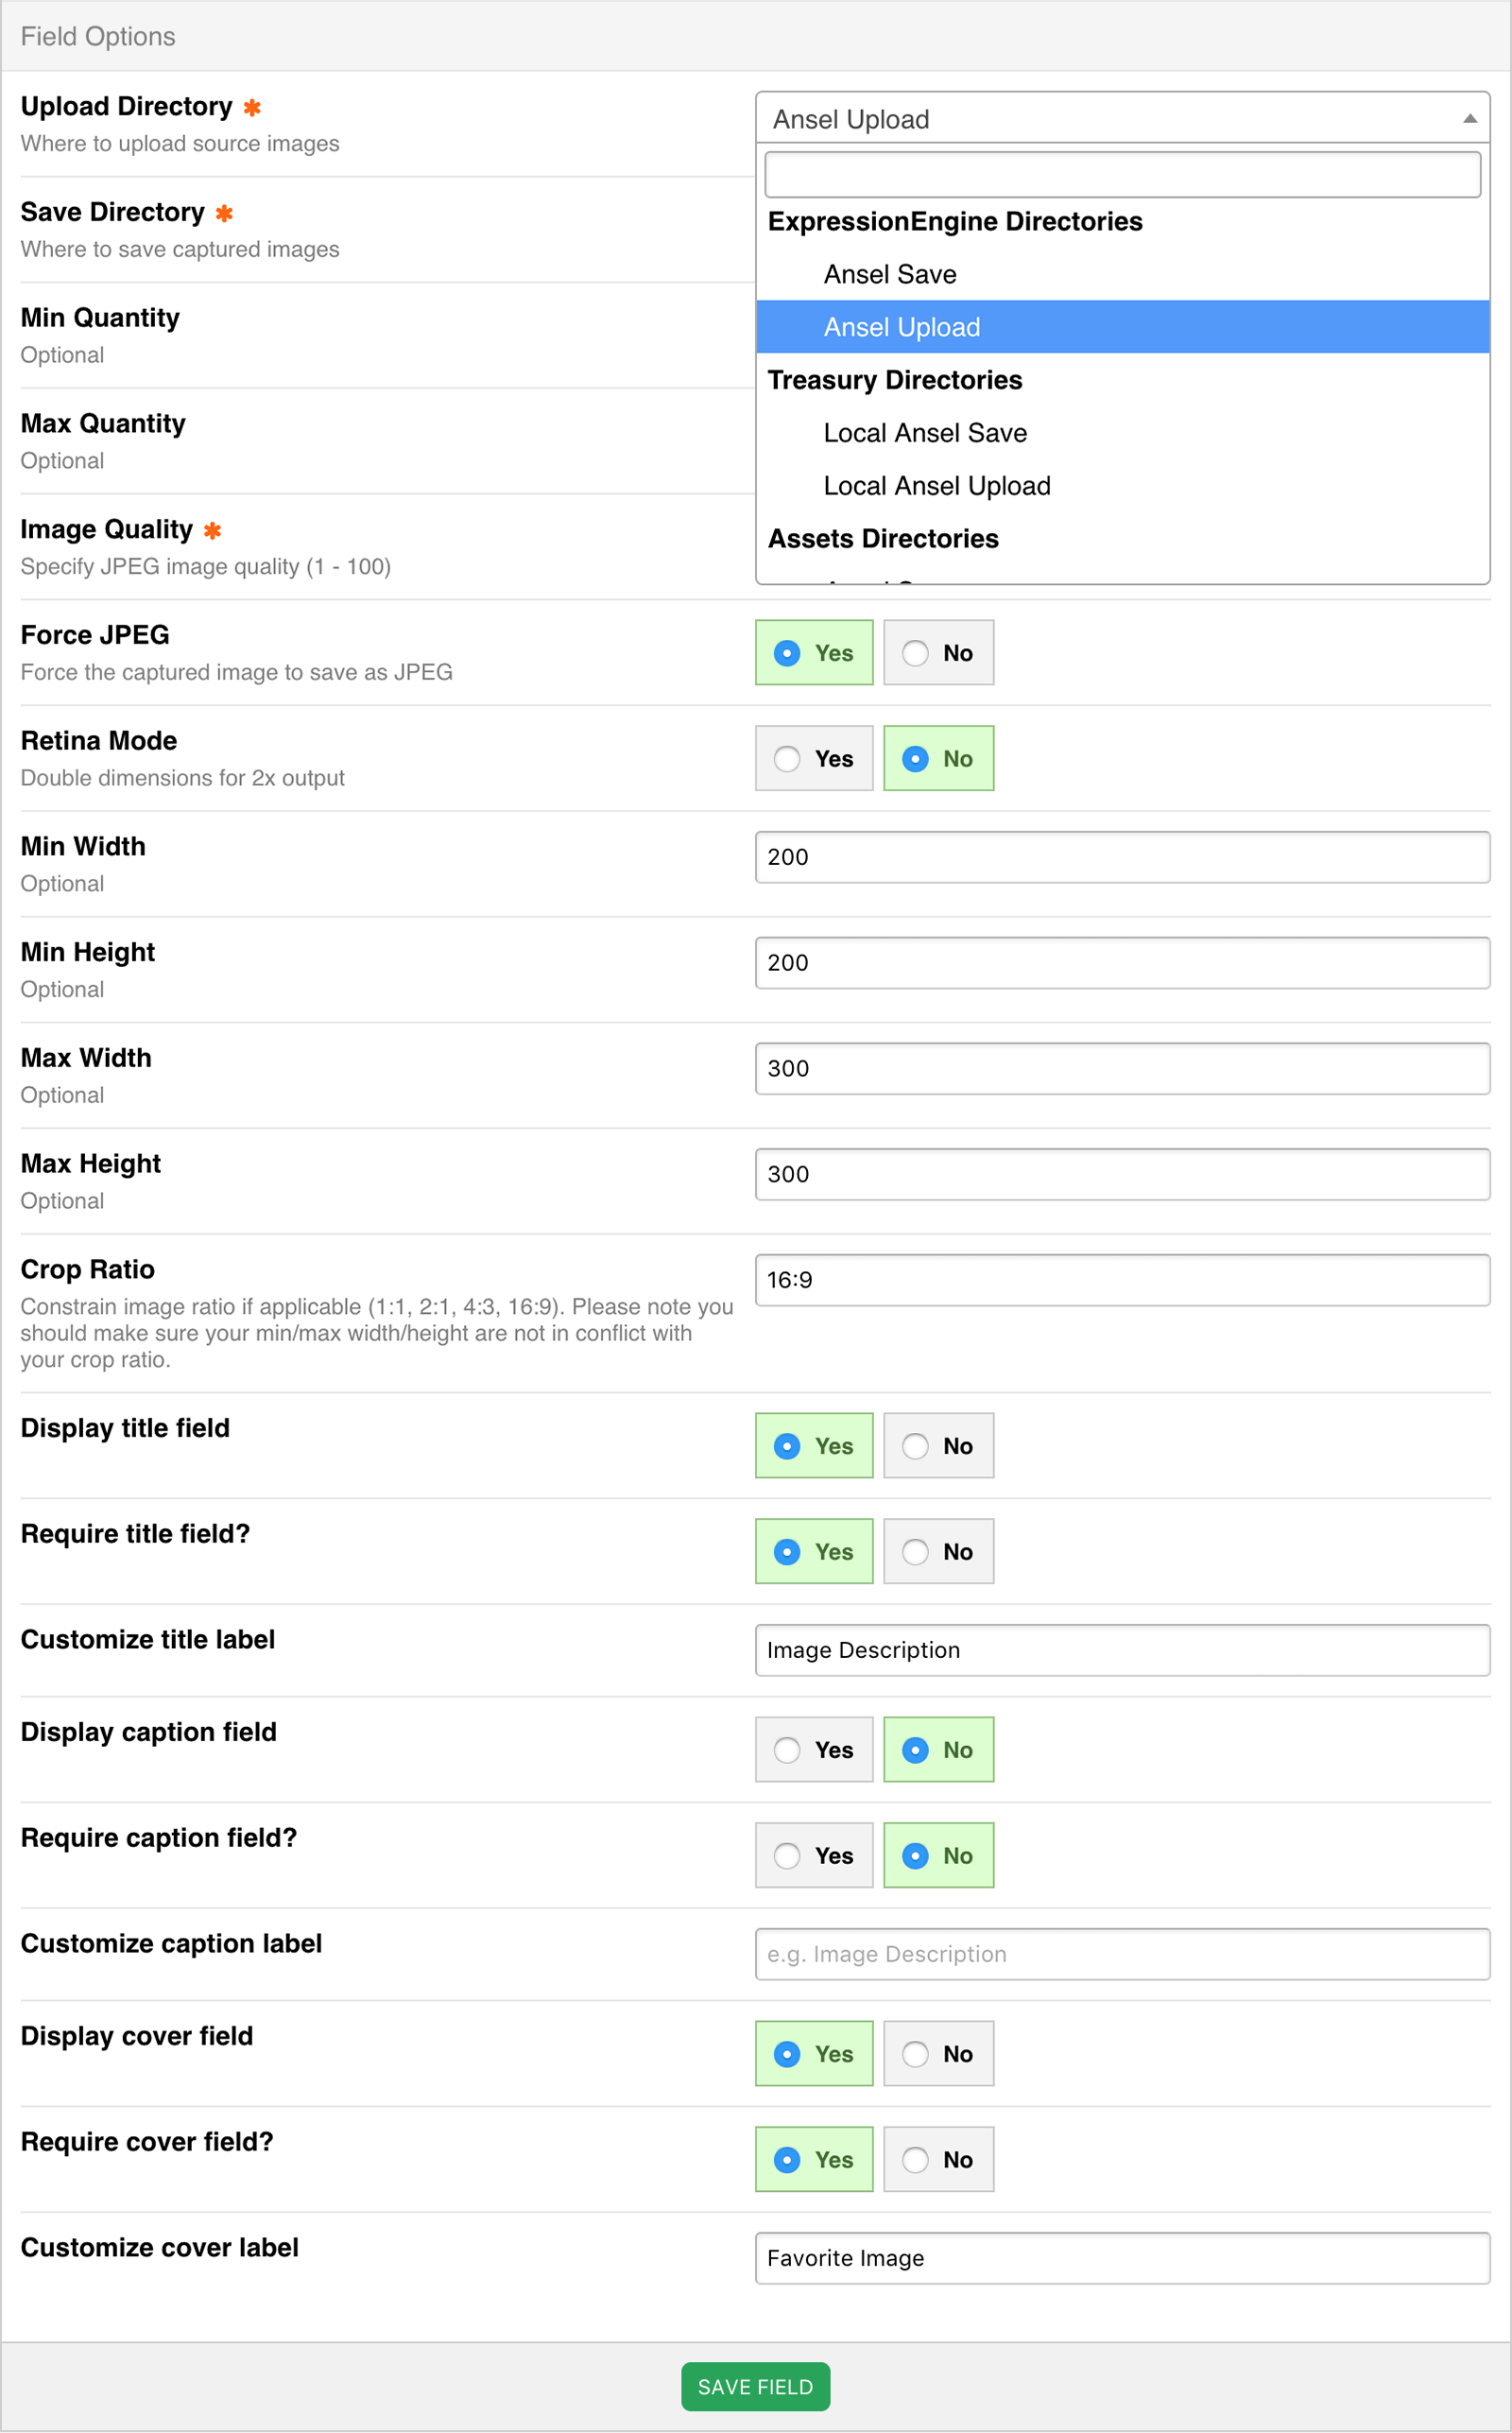 Field Options
Upload Directory ✱
Where to upload source images
Ansel Upload
ExpressionEngine Directories
Ansel Save
Ansel Upload
Treasury Directories
Local Ansel Save
Local Ansel Upload
Assets Directories
Save Directory ✱
Where to save captured images
Min Quantity
Optional
Max Quantity
Optional
Image Quality ✱
Specify JPEG image quality (1 - 100)
Force JPEG
Force the captured image to save as JPEG
Yes No
Retina Mode
Double dimensions for 2x output
Yes No
Min Width
Optional
200
Min Height
Optional
200
Max Width
Optional
300
Max Height
Optional
300
Crop Ratio
Constrain image ratio if applicable (1:1, 2:1, 4:3, 16:9). Please note you
should make sure your min/max width/height are not in conflict with
your crop ratio.
16:9
Display title field
Yes No
Require title field?
Yes No
Customize title label
Image Description
Display caption field
Yes No
Require caption field?
Yes No
Customize caption label
e.g. Image Description
Display cover field
Yes No
Require cover field?
Yes No
Customize cover label
Favorite Image
SAVE FIELD